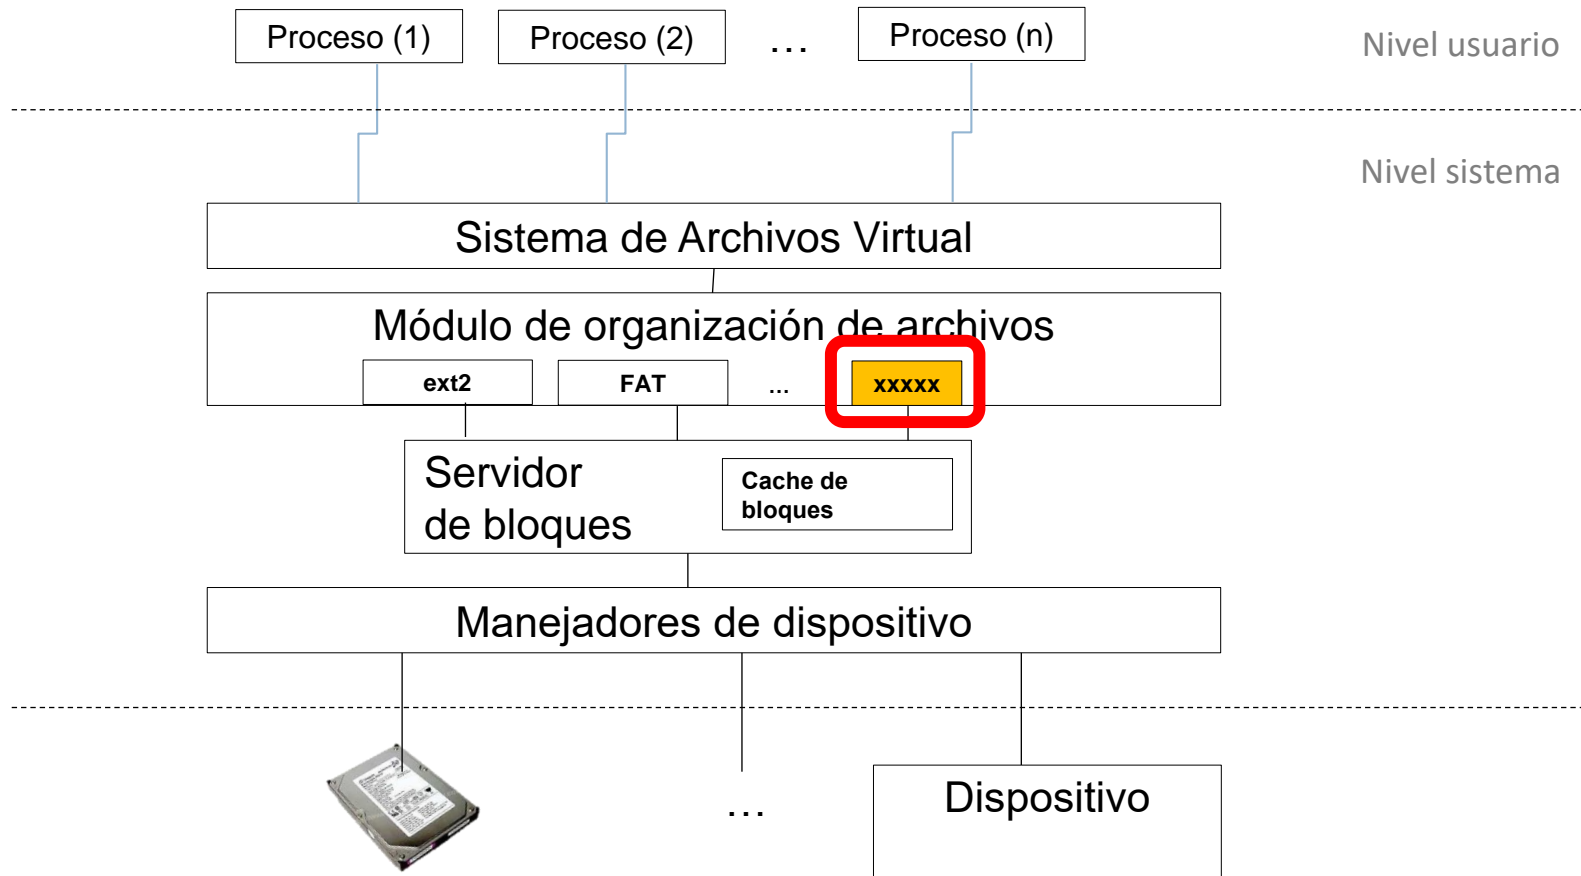 Proceso (1)
Proceso (2)
...
Proceso (n)
Nivel usuario
Nivel sistema
Sistema de Archivos Virtual
Módulo de organización de archivos
ext2
FAT
...
xxxxx
Servidor
de bloques
Cache de
bloques
Manejadores de dispositivo
...
Dispositivo